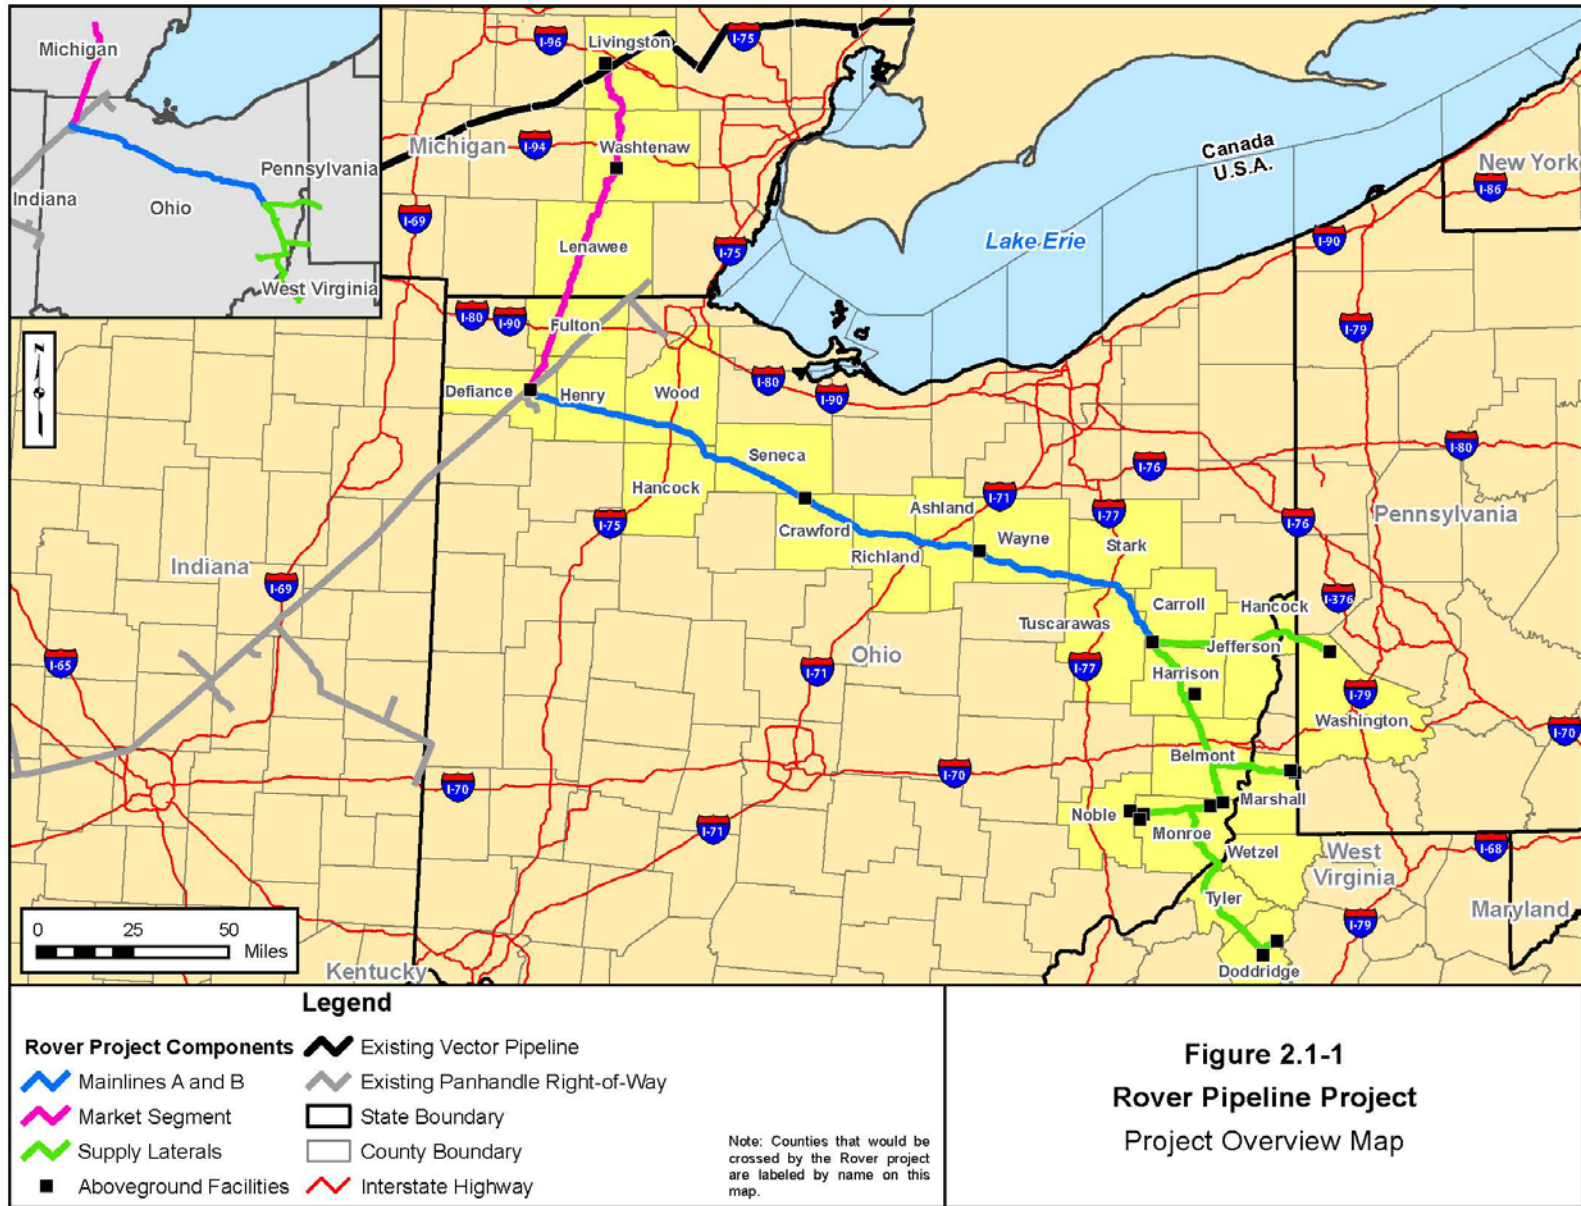 Michigan
Pennsylvania
Indiana
Ohio
West Virginia
I-96
Livingston
I-75
Michigan
I-94
Washtenaw
Canada
U.S.A.
New York
I-86
I-69
Lenawee
I-75
Lake Erie
I-90
I-80
I-90
Fulton
I-79
N
Defiance
Henry
Wood
I-80
I-90
Seneca
I-76
I-80
Hancock
Ashland
I-71
I-77
I-76
Pennsylvania
I-75
Crawford
Wayne
Stark
Richland
Indiana
I-69
Carroll
Hancock
I-376
Tuscarawas
Jefferson
I-65
Ohio
I-71
I-77
Harrison
I-79
Washington
I-70
Belmont
I-70
I-70
Marshall
Noble
I-71
Monroe
Wetzel
West
Virginia
I-68
Tyler
Maryland
I-79
0 25 50
Miles
Kentucky
Doddridge
Legend
Rover Project Components
Mainlines A and B
Market Segment
Supply Laterals
Aboveground Facilities
Existing Vector Pipeline
Existing Panhandle Right-of-Way
State Boundary
County Boundary
Interstate Highway
Note: Counties that would be
crossed by the Rover project
are labeled by name on this
map.
Figure 2.1-1
Rover Pipeline Project
Project Overview Map